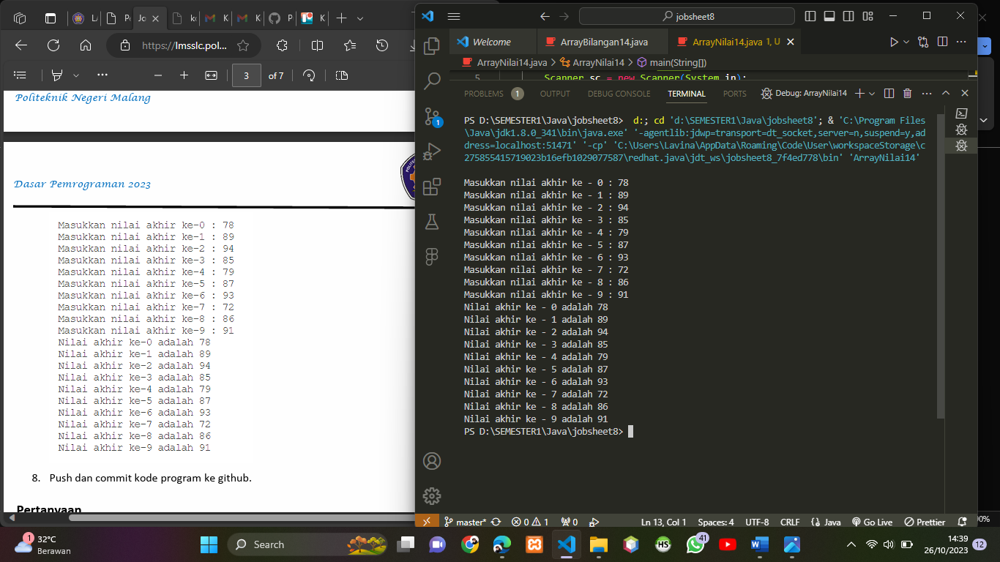 L/
P
Jc
kc
K
K
P
K
https://lmsslc.pol...
3 of 7
Politeknik Negeri Malang
Dasar Pemrograman 2023
Masukkan nilai akhir ke-0 : 78
Masukkan nilai akhir ke-1 : 89
Masukkan nilai akhir ke-2 : 94
Masukkan nilai akhir ke-3 : 85
Masukkan nilai akhir ke-4 : 79
Masukkan nilai akhir ke-5 : 87
Masukkan nilai akhir ke-6 : 93
Masukkan nilai akhir ke-7 : 72
Masukkan nilai akhir ke-8 : 86
Masukkan nilai akhir ke-9 : 91
Nilai akhir ke-0 adalah 78
Nilai akhir ke-1 adalah 89
Nilai akhir ke-2 adalah 94
Nilai akhir ke-3 adalah 85
Nilai akhir ke-4 adalah 79
Nilai akhir ke-5 adalah 87
Nilai akhir ke-6 adalah 93
Nilai akhir ke-7 adalah 72
Nilai akhir ke-8 adalah 86
Nilai akhir ke-9 adalah 91
8. Push dan commit kode program ke github.
Pertanyaan
jobsheet8
Welcome
ArrayBilangan14.java
ArrayNilai14.java 1, U
ArrayNilai14.java > ArrayNilai14 > main(String[])
5 Scanner sc = new Scanner(System.in);
PROBLEMS 1 OUTPUT DEBUG CONSOLE TERMINAL PORTS Debug: ArrayNilai14
PS D:\SEMESTER1\Java\jobsheet8> d:; cd 'd:\SEMESTER1\Java\jobsheet8'; & 'C:\Program Files
\Java\jdk1.8.0_341\bin\java.exe' '-agentlib:jdwp=transport=dt_socket,server=n,suspend=y,ad
dress=localhost:51471' '-cp' 'C:\Users\Lavina\AppData\Roaming\Code\User\workspaceStorage\c
275855415719023b16efb1029077587\redhat.java\jdt_ws\jobsheet8_7f4ed778\bin' 'ArrayNilai14'
Masukkan nilai akhir ke - 0 : 78
Masukkan nilai akhir ke - 1 : 89
Masukkan nilai akhir ke - 2 : 94
Masukkan nilai akhir ke - 3 : 85
Masukkan nilai akhir ke - 4 : 79
Masukkan nilai akhir ke - 5 : 87
Masukkan nilai akhir ke - 6 : 93
Masukkan nilai akhir ke - 7 : 72
Masukkan nilai akhir ke - 8 : 86
Masukkan nilai akhir ke - 9 : 91
Nilai akhir ke - 0 adalah 78
Nilai akhir ke - 1 adalah 89
Nilai akhir ke - 2 adalah 94
Nilai akhir ke - 3 adalah 85
Nilai akhir ke - 4 adalah 79
Nilai akhir ke - 5 adalah 87
Nilai akhir ke - 6 adalah 93
Nilai akhir ke - 7 adalah 72
Nilai akhir ke - 8 adalah 86
Nilai akhir ke - 9 adalah 91
PS D:\SEMESTER1\Java\jobsheet8>
1
master* 0 1 0 Ln 13, Col 1 Spaces: 4 UTF-8 CRLF {} Java Go Live Prettier
00%
1
32°C
Berawan
Search
HS
41
14:39
26/10/2023
12